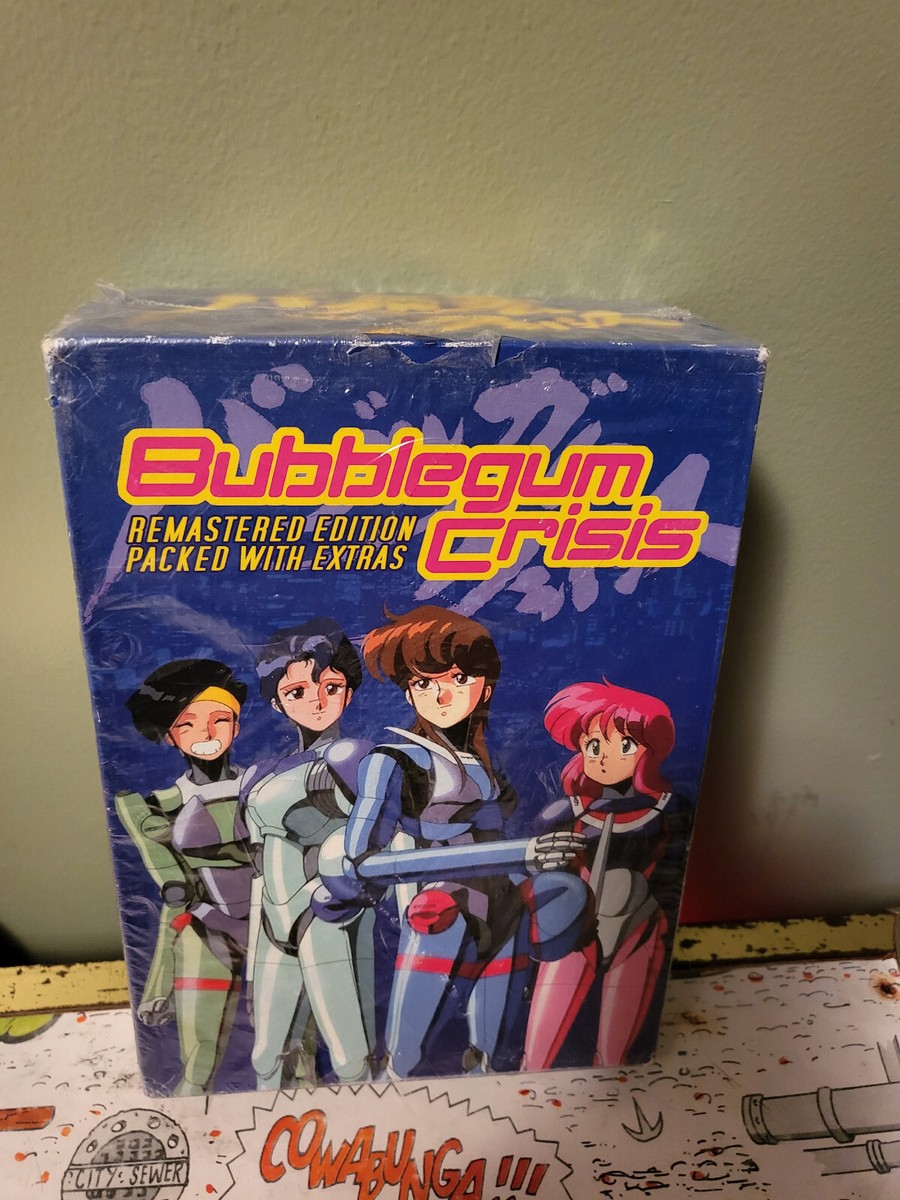 Bubblegum
Crisis
REMASTERED EDITION
PACKED WITH EXTRAS
CITY SEWER
COWABUNGA!!!